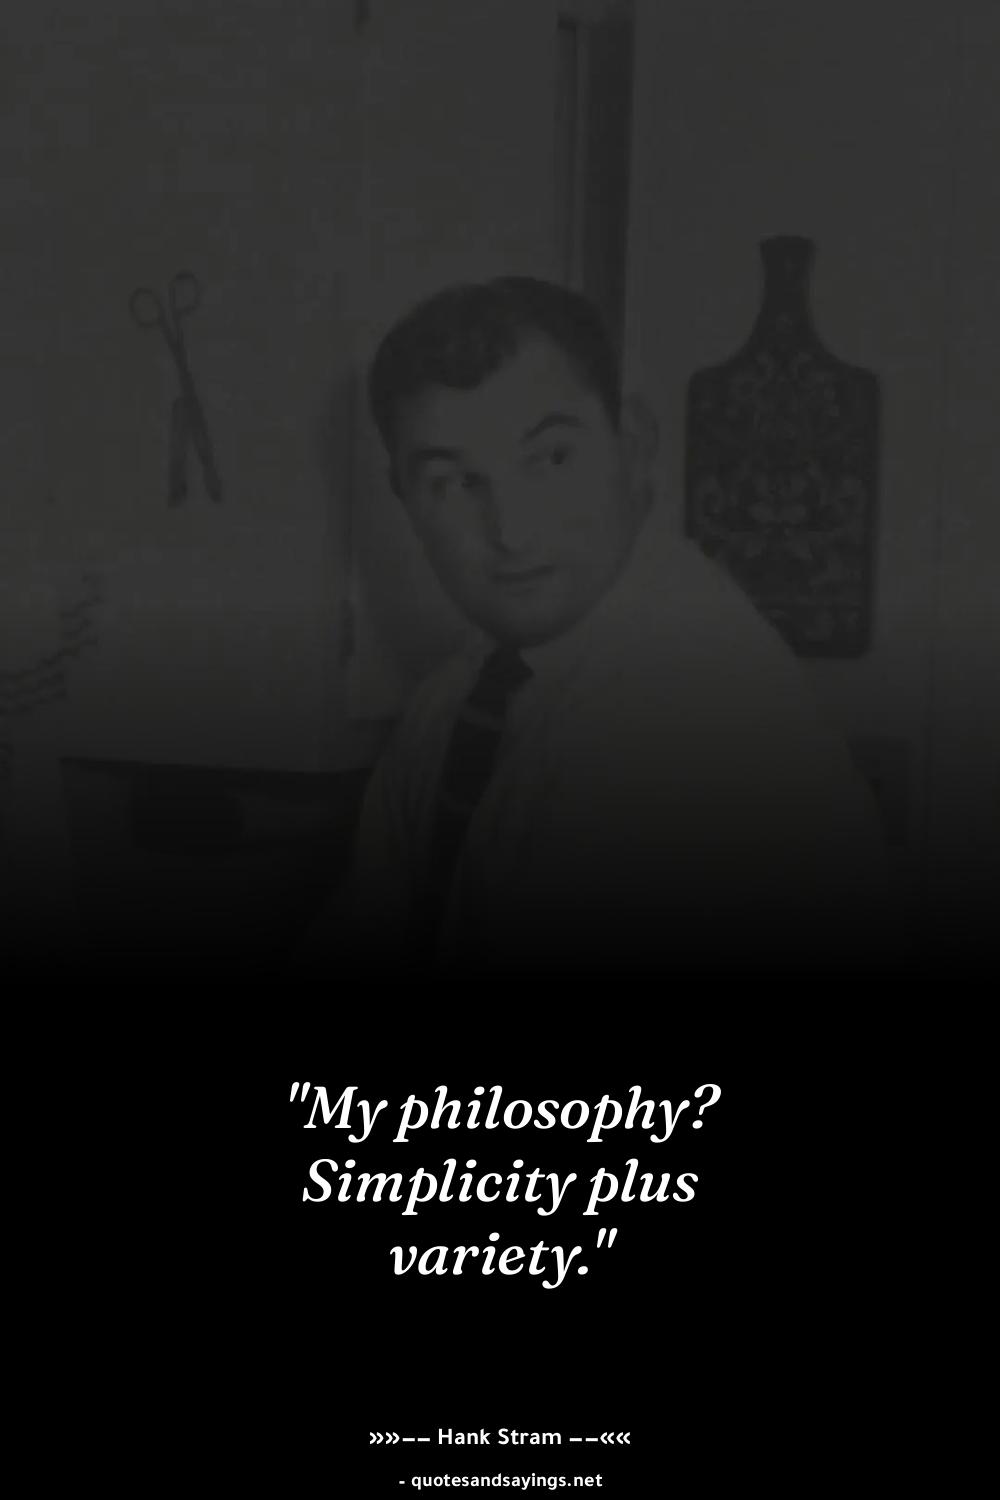 "My philosophy?
Simplicity plus
variety."
»»–– Hank Stram ––««
- quotesandsayings.net